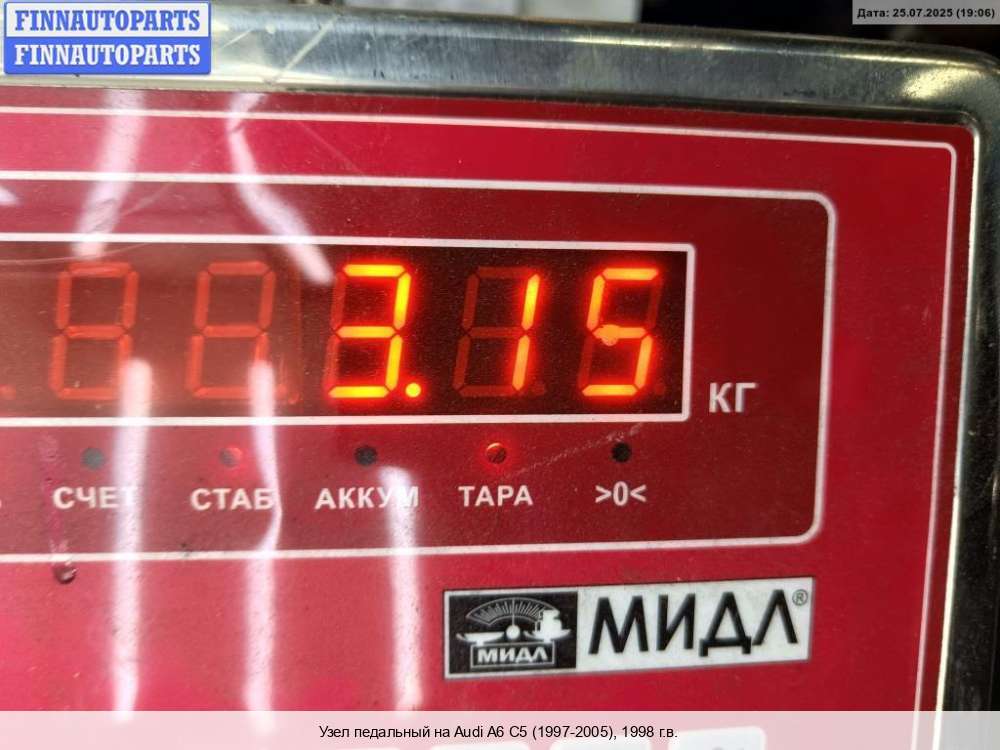 FINNAUTOPARTS
FINNAUTOPARTS
Дата: 25.07.2025 (19:06)
3.15
КГ
СЧЕТ СТАБ АККУМ ТАРА >0<
МИДЛ МИДЛ®
Узел педальный на Audi A6 C5 (1997-2005), 1998 г.в.